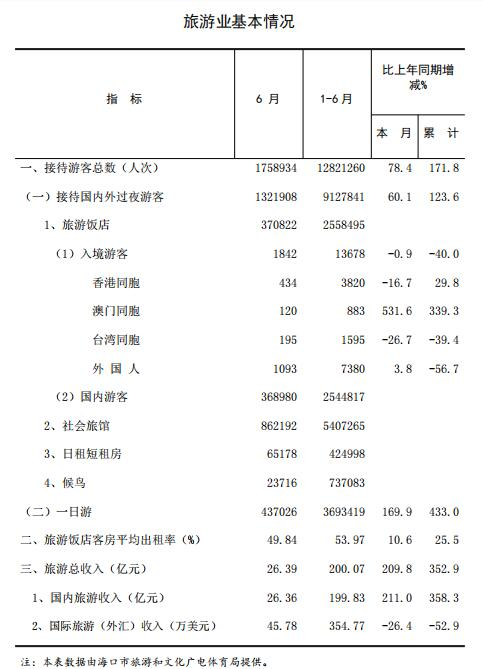 旅游业基本情况
指 标 6 月 1-6月 比上年同期增减% 本 月 累 计
一、接待游客总数（人次） 1758934 12821260 78.4 171.8
（一）接待国内外过夜游客 1321908 9127841 60.1 123.6
1、旅游饭店 370822 2558495
（1）入境游客 1842 13678 -0.9 -40.0
香港同胞 434 3820 -16.7 29.8
澳门同胞 120 883 531.6 339.3
台湾同胞 195 1595 -26.7 -39.4
外 国 人 1093 7380 3.8 -56.7
（2）国内游客 368980 2544817
2、社会旅馆 862192 5407265
3、日租短租房 65178 424998
4、候鸟 23716 737083
（二）一日游 437026 3693419 169.9 433.0
二、旅游饭店客房平均出租率（%） 49.84 53.97 10.6 25.5
三、旅游总收入（亿元） 26.39 200.07 209.8 352.9
1、国内旅游收入（亿元） 26.36 199.83 211.0 358.3
2、国际旅游（外汇）收入（万美元） 45.78 354.77 -26.4 -52.9
注：本表数据由海口市旅游和文化广电体育局提供。